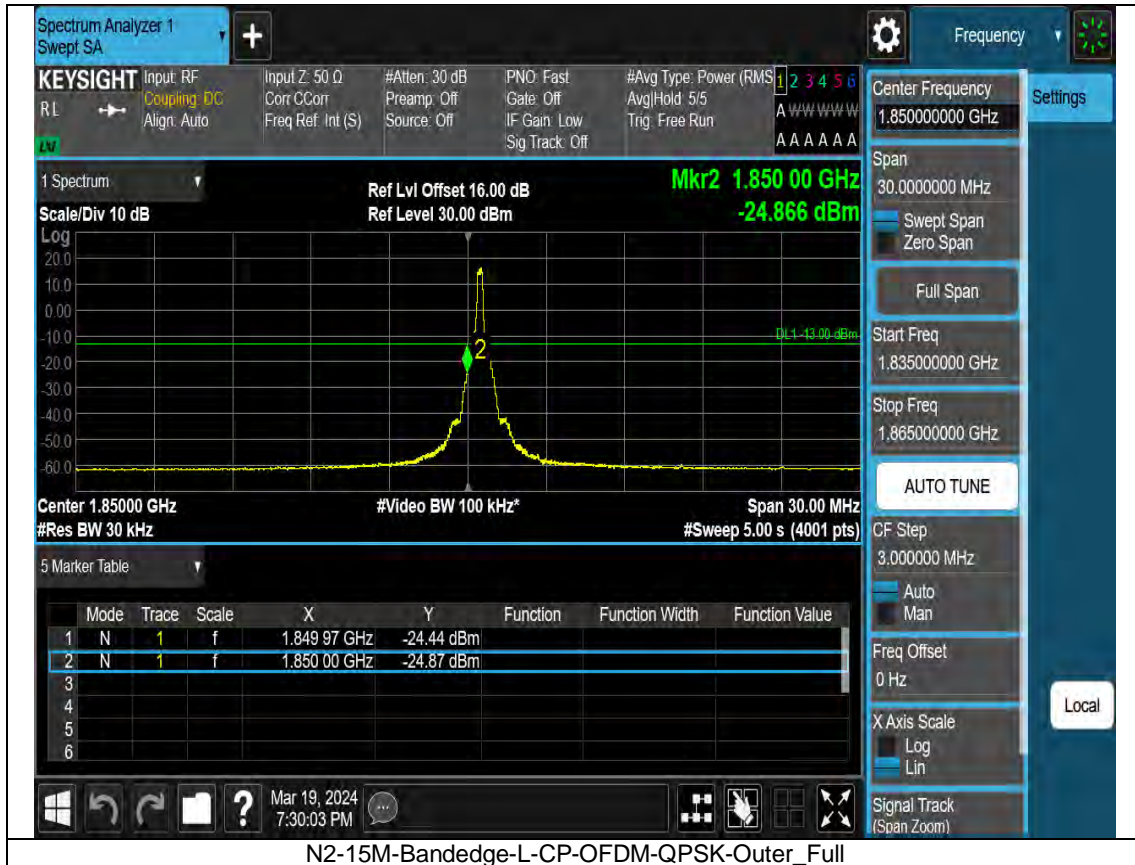 Spectrum Analyzer 1
Swept SA
+
Frequency
KEYSIGHT
RL
Input: RF
Coupling: DC
Align: Auto
Input Z: 50 Ω
Corr CCorr
Freq Ref: Int (S)
#Atten: 30 dB
Preamp: Off
Source: Off
PNO: Fast
Gate: Off
IF Gain: Low
Sig Track: Off
#Avg Type: Power (RMS
Avg|Hold: 5/5
Trig: Free Run
1 2 3 4 5 6
A W W W W W
A A A A A A
LXI
1 Spectrum
Scale/Div 10 dB
Ref Lvl Offset 16.00 dB
Ref Level 30.00 dBm
Mkr2 1.850 00 GHz
-24.866 dBm
Log
20.0
10.0
0.00
-10.0
-20.0
-30.0
-40.0
-50.0
-60.0
DL1 -13.00 dBm
2
Center 1.85000 GHz
#Res BW 30 kHz
#Video BW 100 kHz*
Span 30.00 MHz
#Sweep 5.00 s (4001 pts)
5 Marker Table
Mode Trace Scale X Y Function Function Width Function Value
1 N 1 f 1.849 97 GHz -24.44 dBm
2 N 1 f 1.850 00 GHz -24.87 dBm
3
4
5
6
Center Frequency
1.850000000 GHz
Settings
Span
30.0000000 MHz
Swept Span
Zero Span
Full Span
Start Freq
1.835000000 GHz
Stop Freq
1.865000000 GHz
AUTO TUNE
CF Step
3.000000 MHz
Auto
Man
Freq Offset
0 Hz
X Axis Scale
Log
Lin
Local
Signal Track
(Span Zoom)
?
Mar 19, 2024
7:30:03 PM
N2-15M-Bandedge-L-CP-OFDM-QPSK-Outer_Full